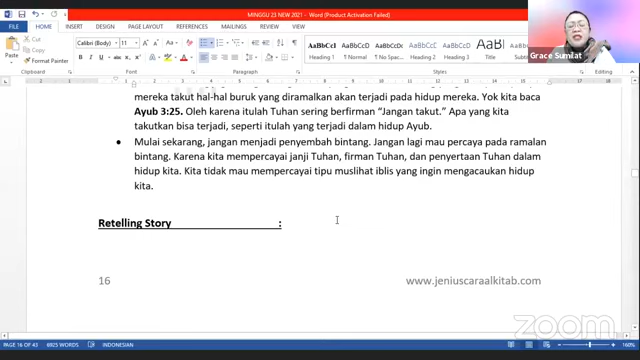 MINGGU 23 NEW 2021 - Word (Product Activation Failed)
FILE HOME INSERT DESIGN PAGE LAYOUT REFERENCES MAILINGS REVIEW VIEW
Paste
Cut
Copy
Format Painter
Clipboard
Calibri (Body) 11
Font
Paragraph
AaBbCcI AaBbCcI AaBbCcI AaBbCcI AaBbCcI AaBl
Heading 1 ¶ Normal ¶ No Spac... Heading 2 Heading 3 Title
Editing
Grace Sumilat
mereka takut hal-hal buruk yang diramalkan akan terjadi pada hidup mereka. Yok kita baca
Ayub 3:25. Oleh karena itulah Tuhan sering berfirman “Jangan takut.” Apa yang kita
takutkan bisa terjadi, seperti itulah yang terjadi dalam hidup Ayub.
• Mulai sekarang, jangan menjadi penyembah bintang. Jangan lagi mau percaya pada ramalan
bintang. Karena kita mempercayai janji Tuhan, firman Tuhan, dan penyertaan Tuhan dalam
hidup kita. Kita tidak mau mempercayai tipu muslihat iblis yang ingin mengacaukan hidup
kita.
Retelling Story :
16 www.jeniuscaraalkitab.com
zoom
PAGE 16 OF 43 6925 WORDS INDONESIAN 160%